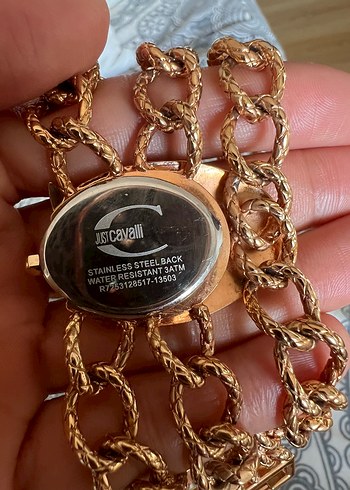 JUST cavalli
STAINLESS STEEL BACK
WATER RESISTANT 3ATM
R7253128517-13503